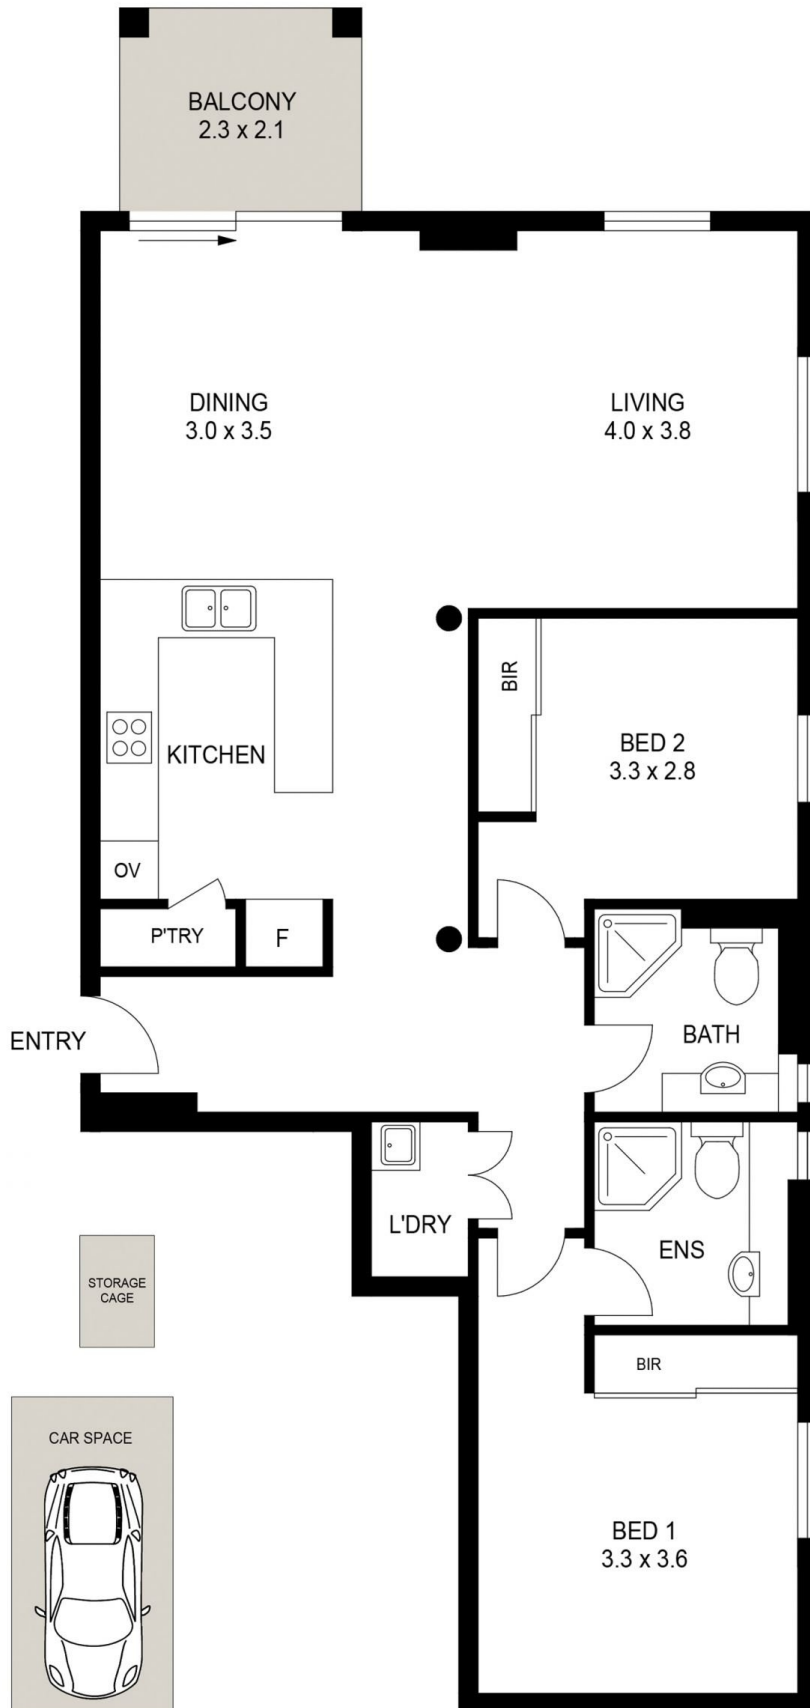 BALCONY
2.3 x 2.1
DINING
3.0 x 3.5
LIVING
4.0 x 3.8
BIR
BED 2
3.3 x 2.8
KITCHEN
OV
P'TRY
F
ENTRY
BATH
L'DRY
ENS
STORAGE
CAGE
BIR
CAR SPACE
BED 1
3.3 x 3.6